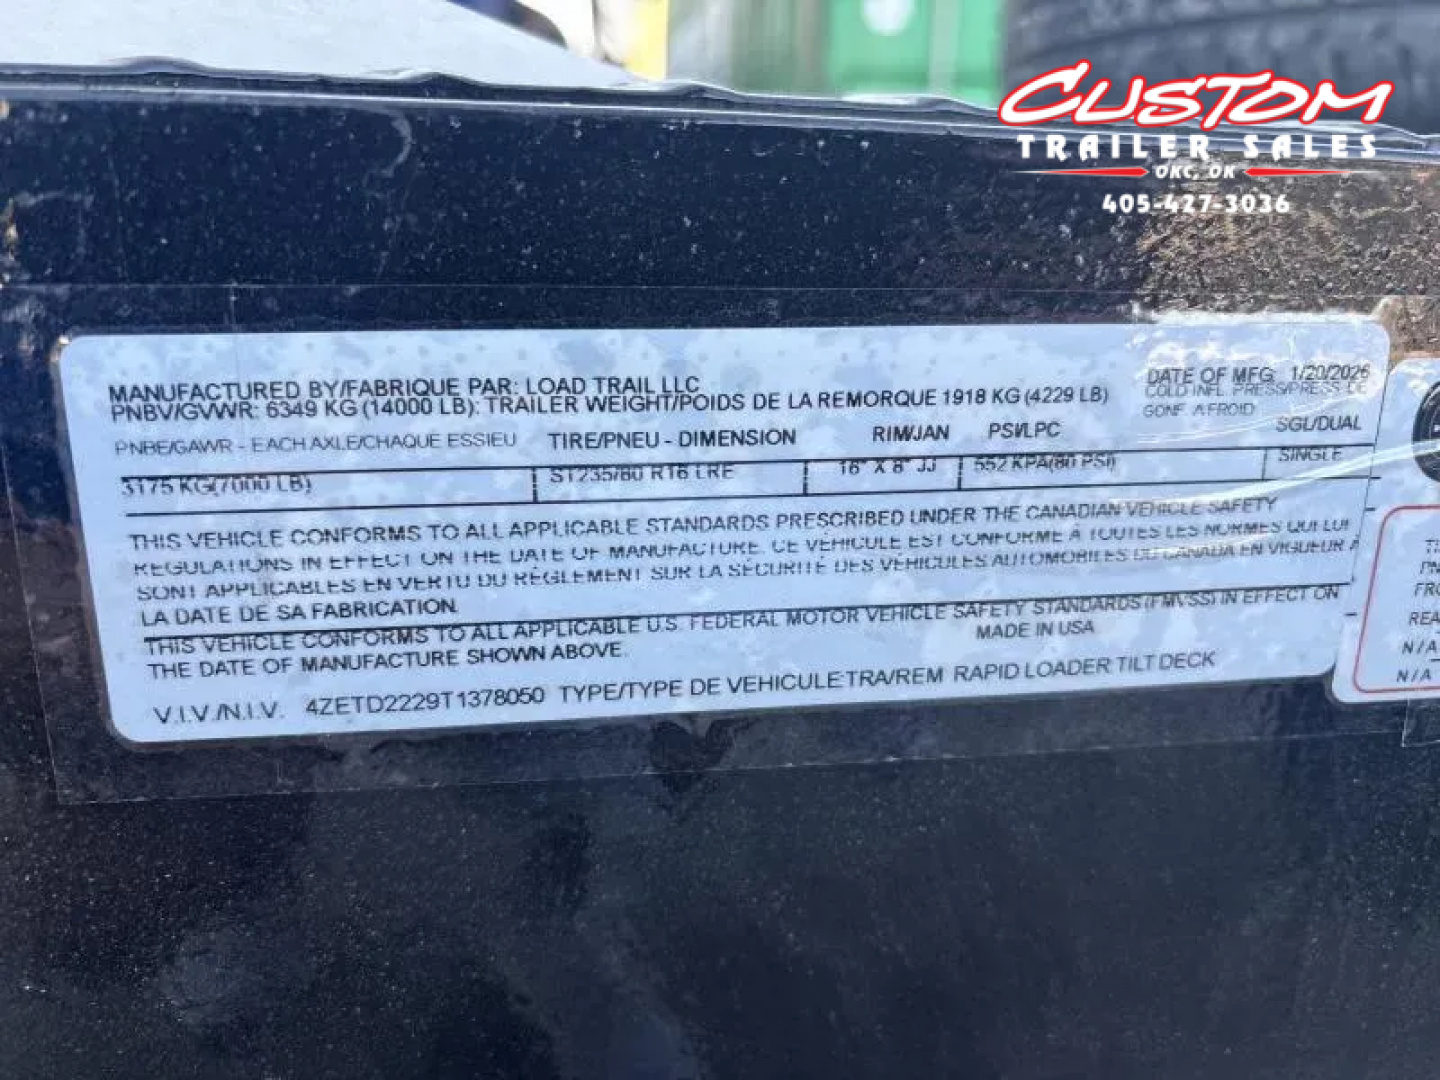 CUSTOM
TRAILER SALES
OKC, OK
405-427-3036
MANUFACTURED BY/FABRIQUE PAR: LOAD TRAIL LLC DATE OF MFG 1/20/2026
PNBV/GVWR: 6349 KG (14000 LB): TRAILER WEIGHT/POIDS DE LA REMORQUE 1918 KG (4229 LB) COLD INFL. PRESS/PRESS. DE
GONF. A FROID
PNBE/GAWR - EACH AXLE/CHAQUE ESSIEU TIRE/PNEU - DIMENSION RIM/JAN PSI/LPC SGL/DUAL
3175 KG(7000 LB) ST235/80 R16 LRE 16" X 6" JJ 552 KPA(80 PSI) SINGLE
THIS VEHICLE CONFORMS TO ALL APPLICABLE STANDARDS PRESCRIBED UNDER THE CANADIAN VEHICLE SAFETY
REGULATIONS IN EFFECT ON THE DATE OF MANUFACTURE. CE VÉHICULE EST CONFORME À TOUTES LES NORMES QUI LUI
SONT APPLICABLES EN VERTU DU RÈGLEMENT SUR LA SÉCURITÉ DES VÉHICULES AUTOMOBILES DU CANADA EN VIGUEUR À
LA DATE DE SA FABRICATION.
THIS VEHICLE CONFORMS TO ALL APPLICABLE U.S. FEDERAL MOTOR VEHICLE SAFETY STANDARDS (FMVSS) IN EFFECT ON
THE DATE OF MANUFACTURE SHOWN ABOVE. MADE IN USA
V.I.V./N.I.V. 4ZETD2229T1378050 TYPE/TYPE DE VEHICULE:TRA/REM RAPID LOADER TILT DECK
REA
N/A
N/A